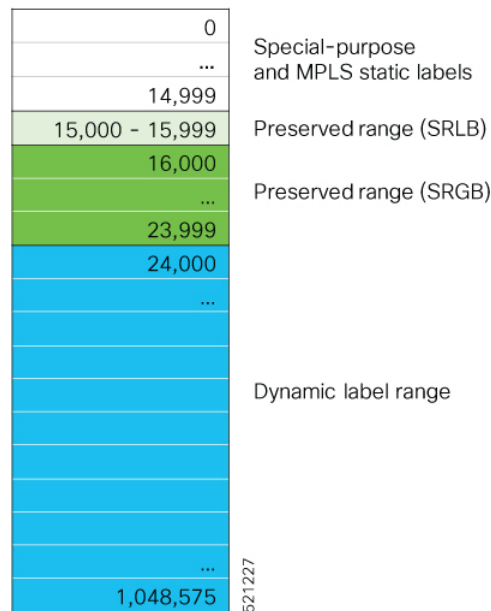 0
...
14,999
Special-purpose
and MPLS static labels
15,000 - 15,999
Preserved range (SRLB)
16,000
...
23,999
Preserved range (SRGB)
24,000
...
...
1,048,575
Dynamic label range
521227